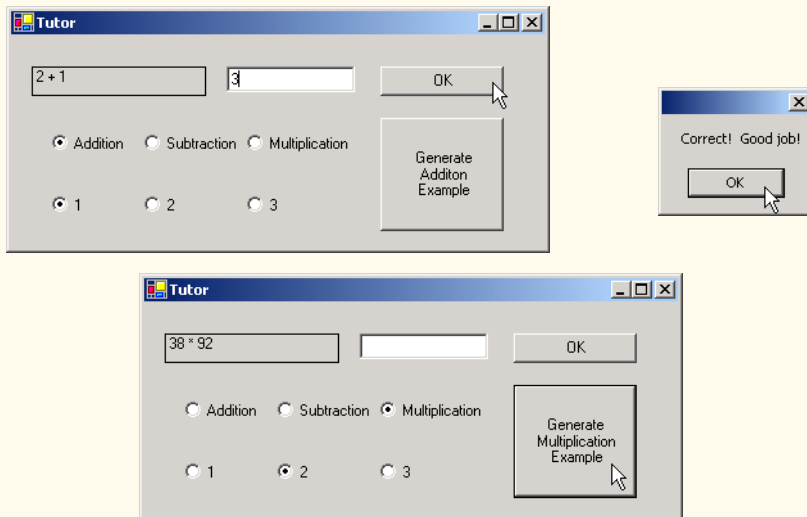 Tutor
2 + 1 3 OK
Addition Subtraction Multiplication
Generate
Additon
Example
1 2 3
Correct! Good job!
OK
Tutor
38 * 92 OK
Addition Subtraction Multiplication
Generate
Multiplication
Example
1 2 3